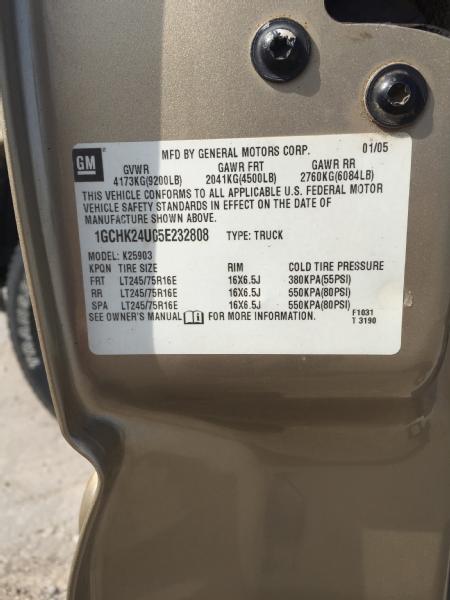 GM
MFD BY GENERAL MOTORS CORP. 01/05
GVWR GAWR FRT GAWR RR
4173KG(9200LB) 2041KG(4500LB) 2760KG(6084LB)
THIS VEHICLE CONFORMS TO ALL APPLICABLE U.S. FEDERAL MOTOR
VEHICLE SAFETY STANDARDS IN EFFECT ON THE DATE OF
MANUFACTURE SHOWN ABOVE.
1GCHK24U05E232808 TYPE: TRUCK
MODEL: K25903
KPQN TIRE SIZE RIM COLD TIRE PRESSURE
FRT LT245/75R16E 16X6.5J 380KPA(55PSI)
RR LT245/75R16E 16X6.5J 550KPA(80PSI)
SPA LT245/75R16E 16X6.5J 550KPA(80PSI)
SEE OWNER'S MANUAL FOR MORE INFORMATION.
F1031
T 3190